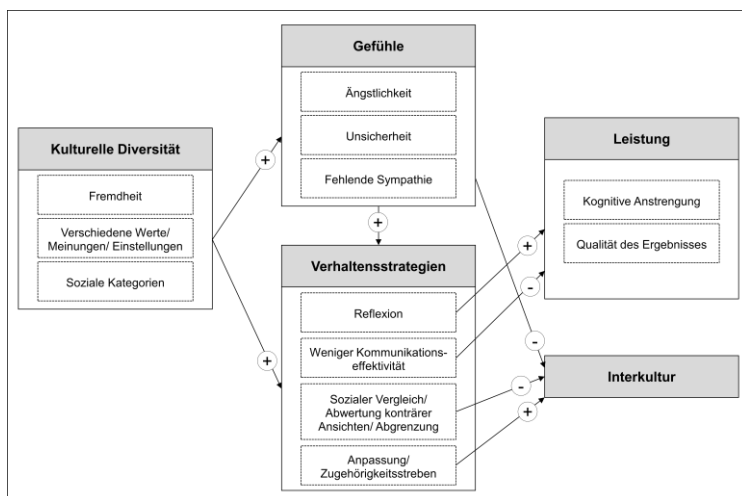 Gefühle
Ängstlichkeit
Unsicherheit
Fehlende Sympathie
Kulturelle Diversität
Fremdheit
Verschiedene Werte/
Meinungen/ Einstellungen
Soziale Kategorien
+
+
+
Verhaltensstrategien
Reflexion
Weniger Kommunikations-
effektivität
Sozialer Vergleich/
Abwertung konträrer
Ansichten/ Abgrenzung
Anpassung/
Zugehörigkeitsstreben
+
-
-
-
+
Leistung
Kognitive Anstrengung
Qualität des Ergebnisses
Interkultur